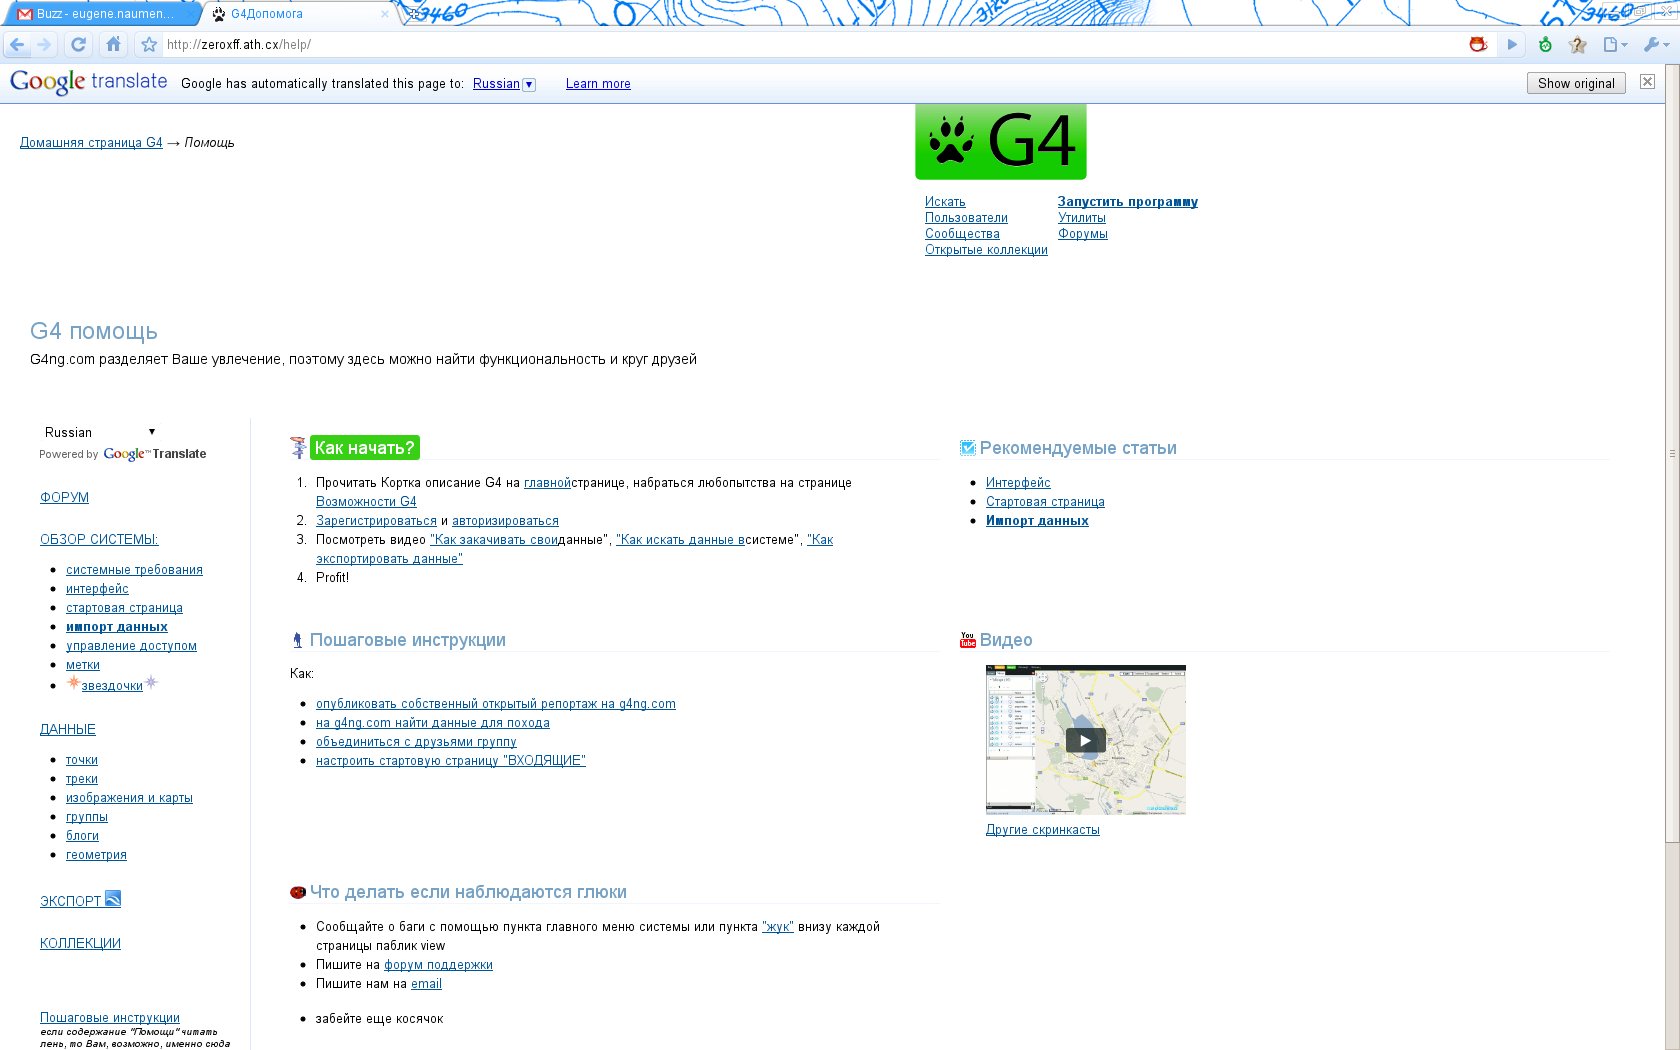 Buzz - eugene.naumen...
G4Допомога
3460
3120
3460
http://zeroxff.ath.cx/help/
Google translate
Google has automatically translated this page to: Russian
Learn more
Show original
Домашняя страница G4 → Помощь
G4
Искать
Запустить программу
Пользователи
Утилиты
Сообщества
Форумы
Открытые коллекции
G4 помощь
G4ng.com разделяет Ваше увлечение, поэтому здесь можно найти функциональность и круг друзей
Russian
Powered by Google™Translate
ФОРУМ
ОБЗОР СИСТЕМЫ:
системные требования
интерфейс
стартовая страница
импорт данных
управление доступом
метки
звездочки
ДАННЫЕ
точки
треки
изображения и карты
группы
блоги
геометрия
ЭКСПОРТ
КОЛЛЕКЦИИ
Пошаговые инструкции
если содержание "Помощи" читать
лень, то Вам, возможно, именно сюда
Как начать?
1. Прочитать Кортка описание G4 на главнойстранице, набраться любопытства на странице
Возможности G4
2. Зарегистрироваться и авторизироваться
3. Посмотреть видео "Как закачивать своиданные", "Как искать данные всистеме", "Как
экспортировать данные"
4. Profit!
Рекомендуемые статьи
Интерфейс
Стартовая страница
Импорт данных
Пошаговые инструкции
Как:
опубликовать собственный открытый репортаж на g4ng.com
на g4ng.com найти данные для похода
объединиться с друзьями группу
настроить стартовую страницу "ВХОДЯЩИЕ"
You Tube
Видео
Другие скринкасты
Что делать если наблюдаются глюки
Сообщайте о баги с помощью пункта главного меню системы или пункта "жук" внизу каждой
страницы паблик view
Пишите на форум поддержки
Пишите нам на email
забейте еще косячок